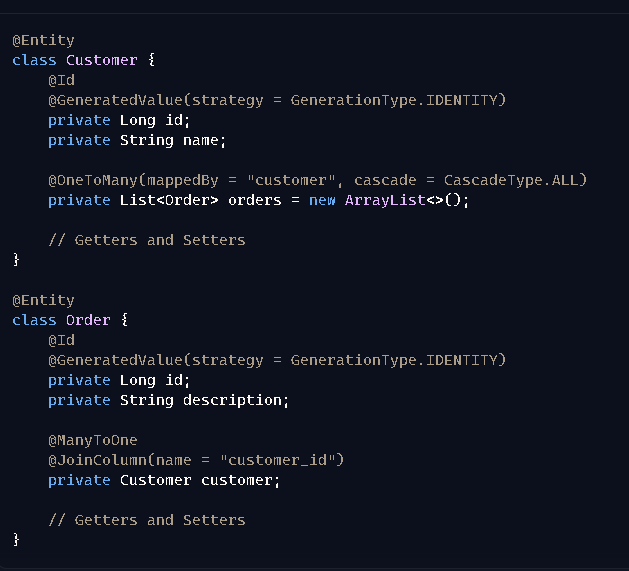 @Entity
class Customer {
    @Id
    @GeneratedValue(strategy = GenerationType.IDENTITY)
    private Long id;
    private String name;

    @OneToMany(mappedBy = "customer", cascade = CascadeType.ALL)
    private List<Order> orders = new ArrayList<>();

    // Getters and Setters
}

@Entity
class Order {
    @Id
    @GeneratedValue(strategy = GenerationType.IDENTITY)
    private Long id;
    private String description;

    @ManyToOne
    @JoinColumn(name = "customer_id")
    private Customer customer;

    // Getters and Setters
}